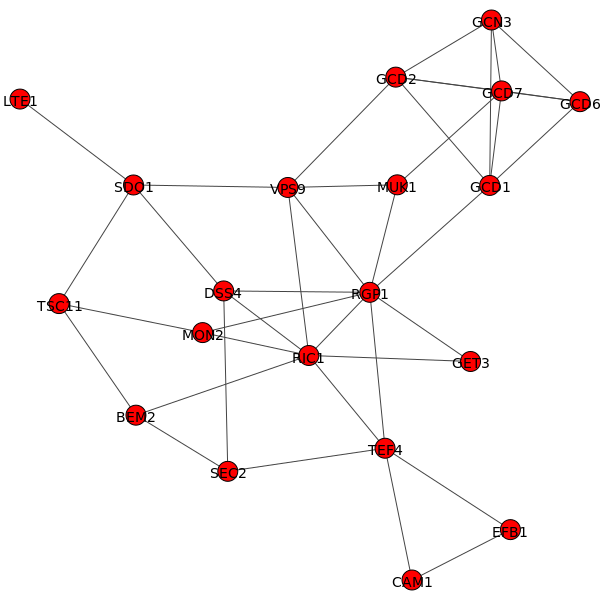 GCN3
GCD2
GCD7
GCD6
LTE1
SDO1
VPS9
MUK1
GCD1
DSS4
RGP1
TSC11
MON2
RIC1
GET3
BEM2
TEF4
SEC2
EFB1
CAM1